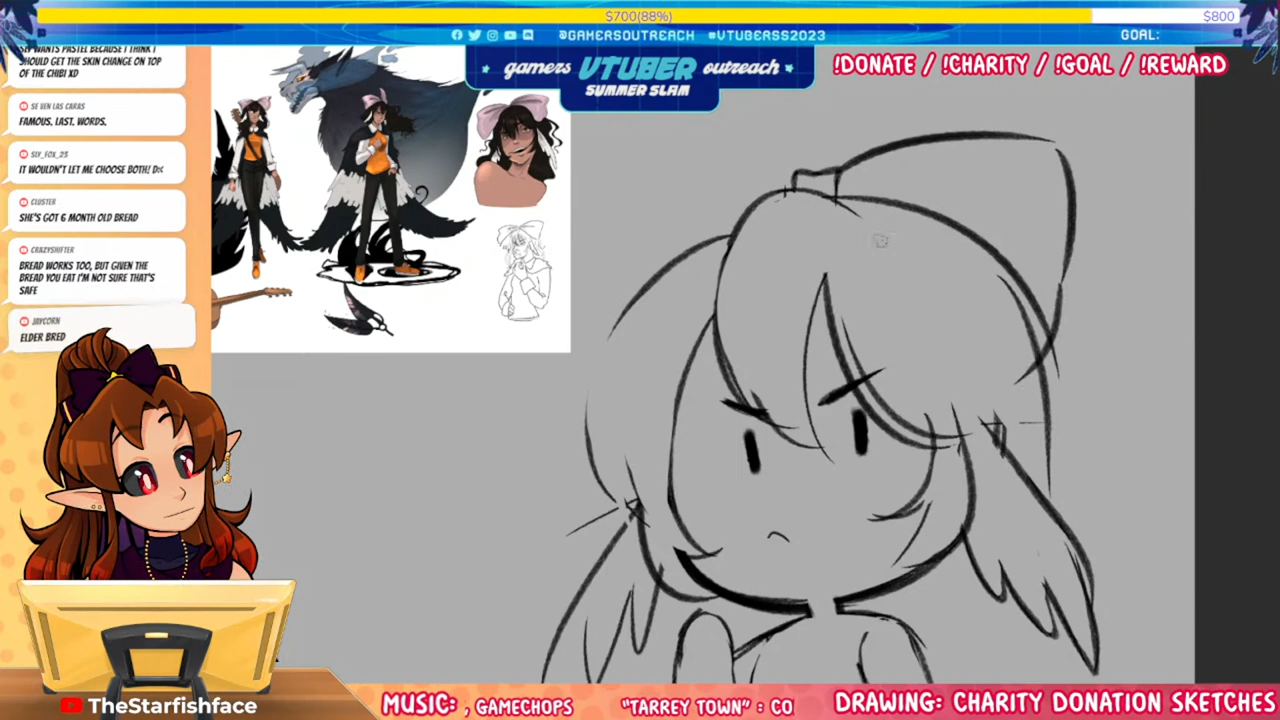 $700(88%)
$800
@GAMERSOUTREACH #VTUBERSS2023
GOAL:
gamers VTUBER outreach
SUMMER SLAM
!DONATE / !CHARITY / !GOAL / !REWARD
SLY WANTS PASTEL BECAUSE I THINK I
SHOULD GET THE SKIN CHANGE ON TOP
OF THE CHIBI XD
SE VEN LAS CARAS
FAMOUS. LAST. WORDS.
SLY_FOX_23
IT WOULDN'T LET ME CHOOSE BOTH! D:<
CLUSTER
SHE'S GOT 6 MONTH OLD BREAD
CRAZYSHIFTER
BREAD WORKS TOO, BUT GIVEN THE
BREAD YOU EAT I'M NOT SURE THAT'S
SAFE
JAYCORN
ELDER BRED
TheStarfishface
MUSIC: , GAMECHOPS "TARREY TOWN" : CO
DRAWING: CHARITY DONATION SKETCHES